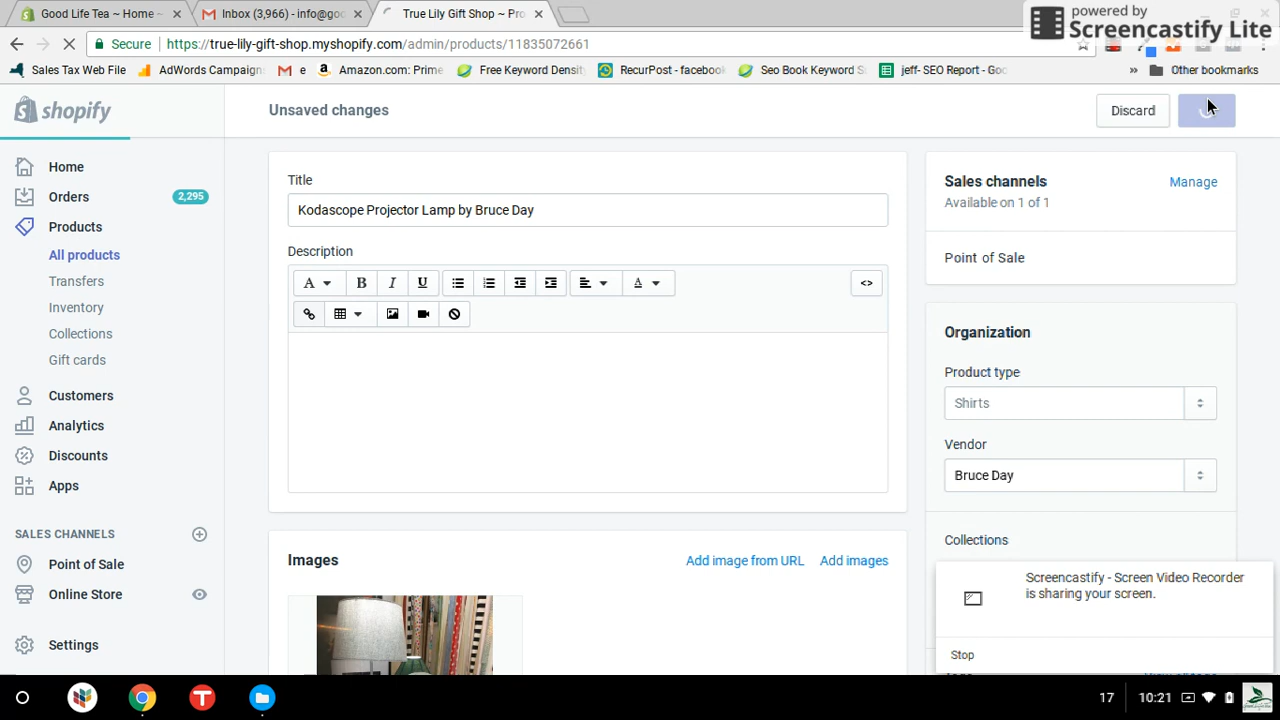 Good Life Tea ~ Home ~
Inbox (3,966) - info@goo
True Lily Gift Shop ~ Pro
powered by
Screencastify Lite
Secure
https://true-lily-gift-shop.myshopify.com/admin/products/11835072661
Sales Tax Web File
AdWords Campaign
e
Amazon.com: Prime
Free Keyword Densit
RecurPost - facebook
Seo Book Keyword S
jeff- SEO Report - Goo
»
Other bookmarks
shopify
Unsaved changes
Discard
Home
Orders
2,295
Products
All products
Transfers
Inventory
Collections
Gift cards
Customers
Analytics
Discounts
Apps
SALES CHANNELS
Point of Sale
Online Store
Settings
Title
Kodascope Projector Lamp by Bruce Day
Description
A
B
I
U
A
<>
Images
Add image from URL
Add images
Sales channels
Manage
Available on 1 of 1
Point of Sale
Organization
Product type
Shirts
Vendor
Bruce Day
Collections
Screencastify - Screen Video Recorder
is sharing your screen.
Stop
17
10:21